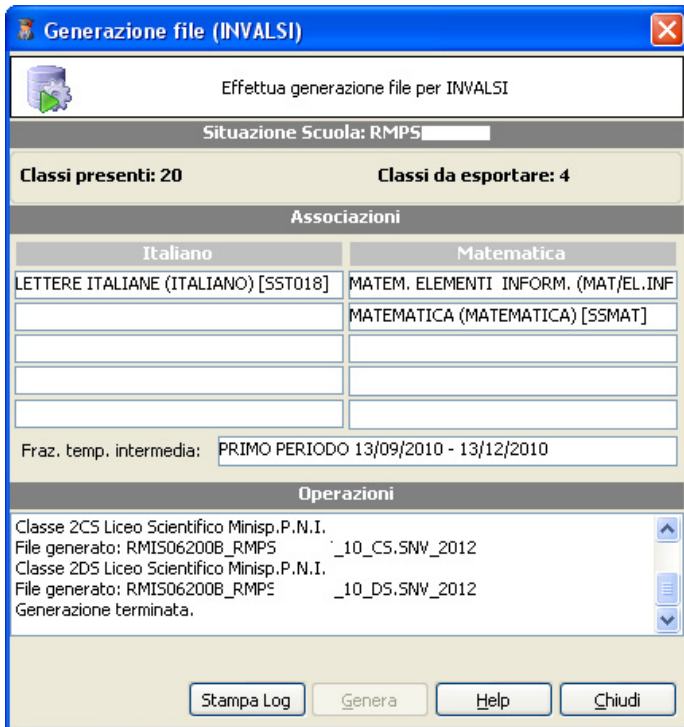 Generazione file (INVALSI)
Effettua generazione file per INVALSI
Situazione Scuola: RMPS
Classi presenti: 20 Classi da esportare: 4
Associazioni
Italiano Matematica
LETTERE ITALIANE (ITALIANO) [SST018] MATEM. ELEMENTI INFORM. (MAT/EL.INF
MATEMATICA (MATEMATICA) [SSMAT]
Fraz. temp. intermedia: PRIMO PERIODO 13/09/2010 - 13/12/2010
Operazioni
Classe 2CS Liceo Scientifico Minisp.P.N.I.
File generato: RMIS06200B_RMPS _10_CS.SNV_2012
Classe 2DS Liceo Scientifico Minisp.P.N.I.
File generato: RMIS06200B_RMPS _10_DS.SNV_2012
Generazione terminata.
Stampa Log Genera Help Chiudi